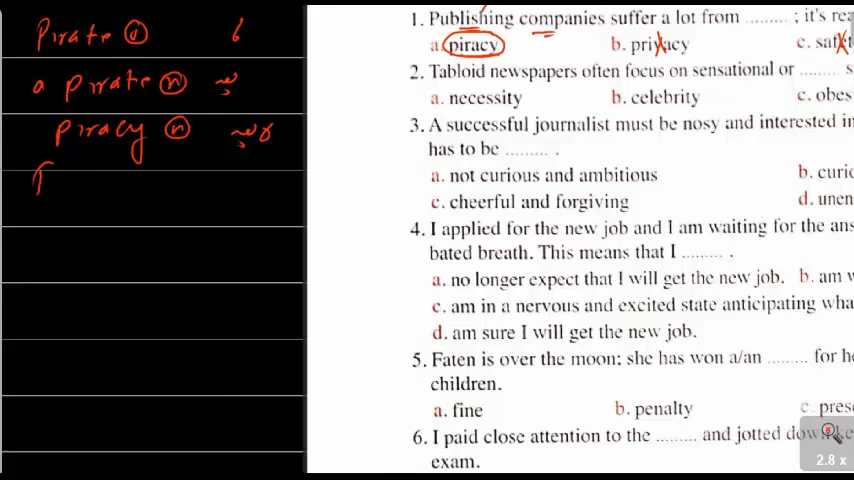 Pirate (v)
a pirate (n)
piracy (n)
1. Publishing companies suffer a lot from ......... ; it's rea
a. piracy b. privacy c. safet
2. Tabloid newspapers often focus on sensational or ........ s
a. necessity b. celebrity c. obes
3. A successful journalist must be nosy and interested in
has to be ......... .
a. not curious and ambitious b. curio
c. cheerful and forgiving d. unen
4. I applied for the new job and I am waiting for the ans
bated breath. This means that I ......... .
a. no longer expect that I will get the new job. b. am w
c. am in a nervous and excited state anticipating wha
d. am sure I will get the new job.
5. Faten is over the moon; she has won a/an ........ for he
children.
a. fine b. penalty c. prese
6. I paid close attention to the ......... and jotted down ke
exam.
2.8 x